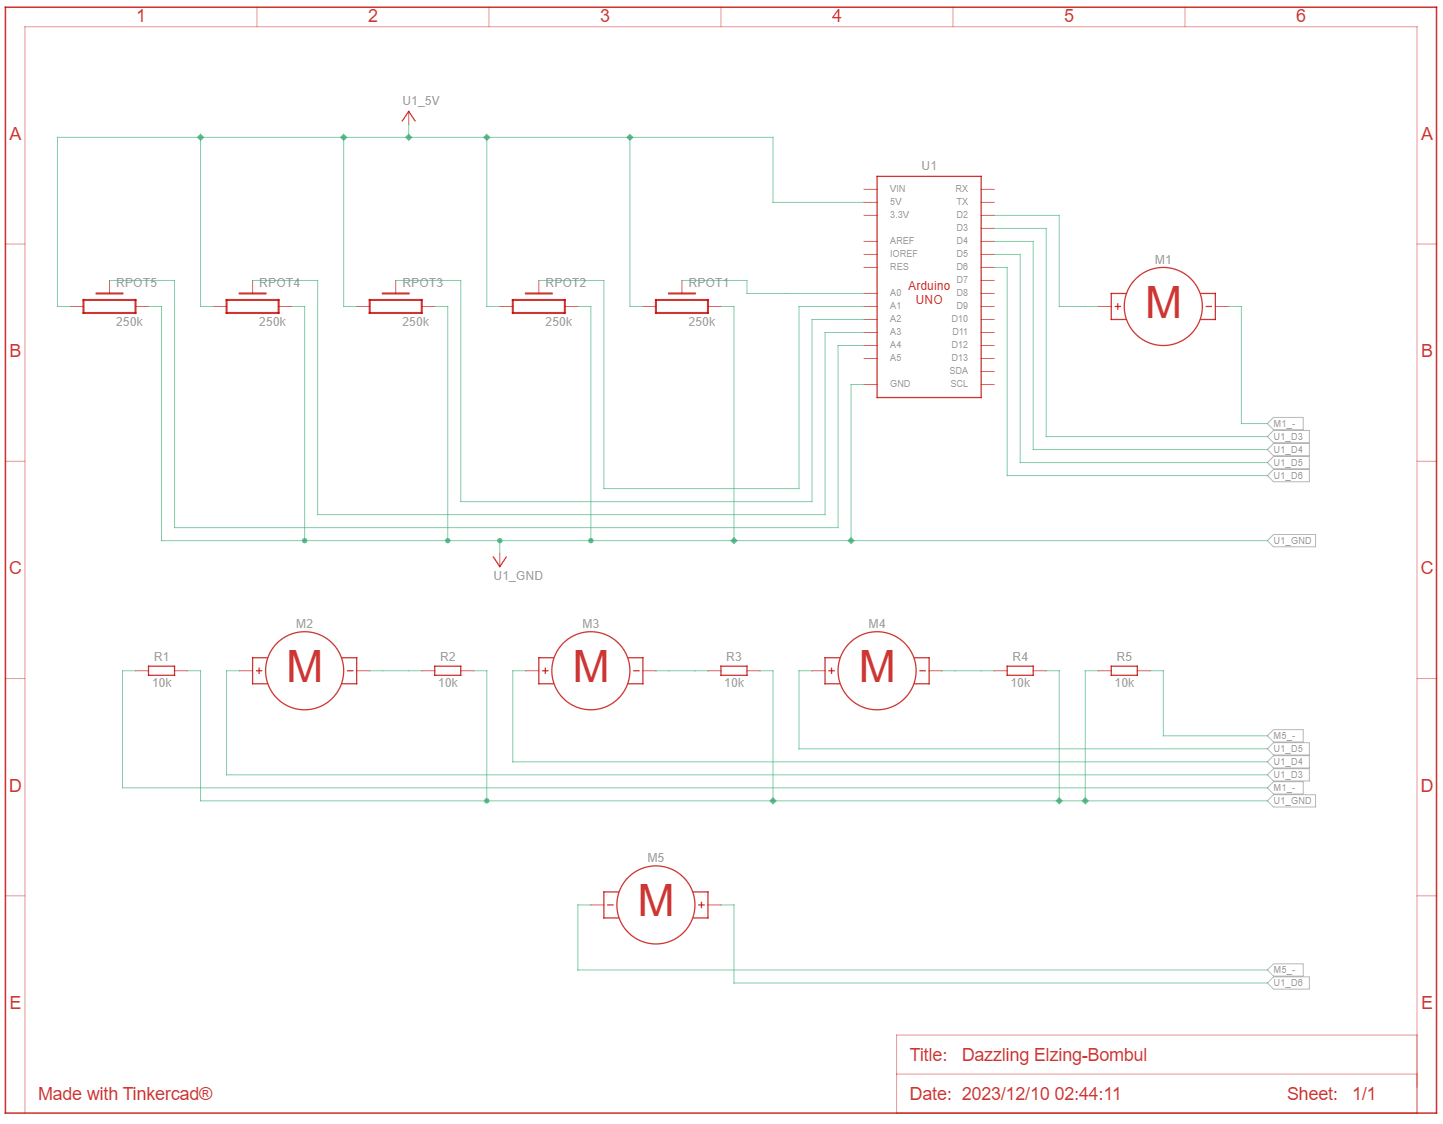 1 2 3 4 5 6
A A
U1_5V
U1
VIN RX
5V TX
3.3V D2
D3
AREF D4
IOREF D5
RES D6
D7
A0 D8
A1 D9
A2 D10
A3 D11
A4 D12
A5 D13
SDA
GND SCL
Arduino
UNO
M1
+ M -
RPOT5 RPOT4 RPOT3 RPOT2 RPOT1
250k 250k 250k 250k 250k
B B
M1_-
U1_D3
U1_D4
U1_D5
U1_D6
U1_GND
U1_GND
C C
M2 M3 M4
R1 + M - R2 + M - R3 + M - R4 R5
10k 10k 10k 10k 10k
M5_-
U1_D5
U1_D4
U1_D3
M1_-
U1_GND
D D
M5
- M +
M5_-
U1_D6
E E
Title: Dazzling Elzing-Bombul
Made with Tinkercad®
Date: 2023/12/10 02:44:11 Sheet: 1/1